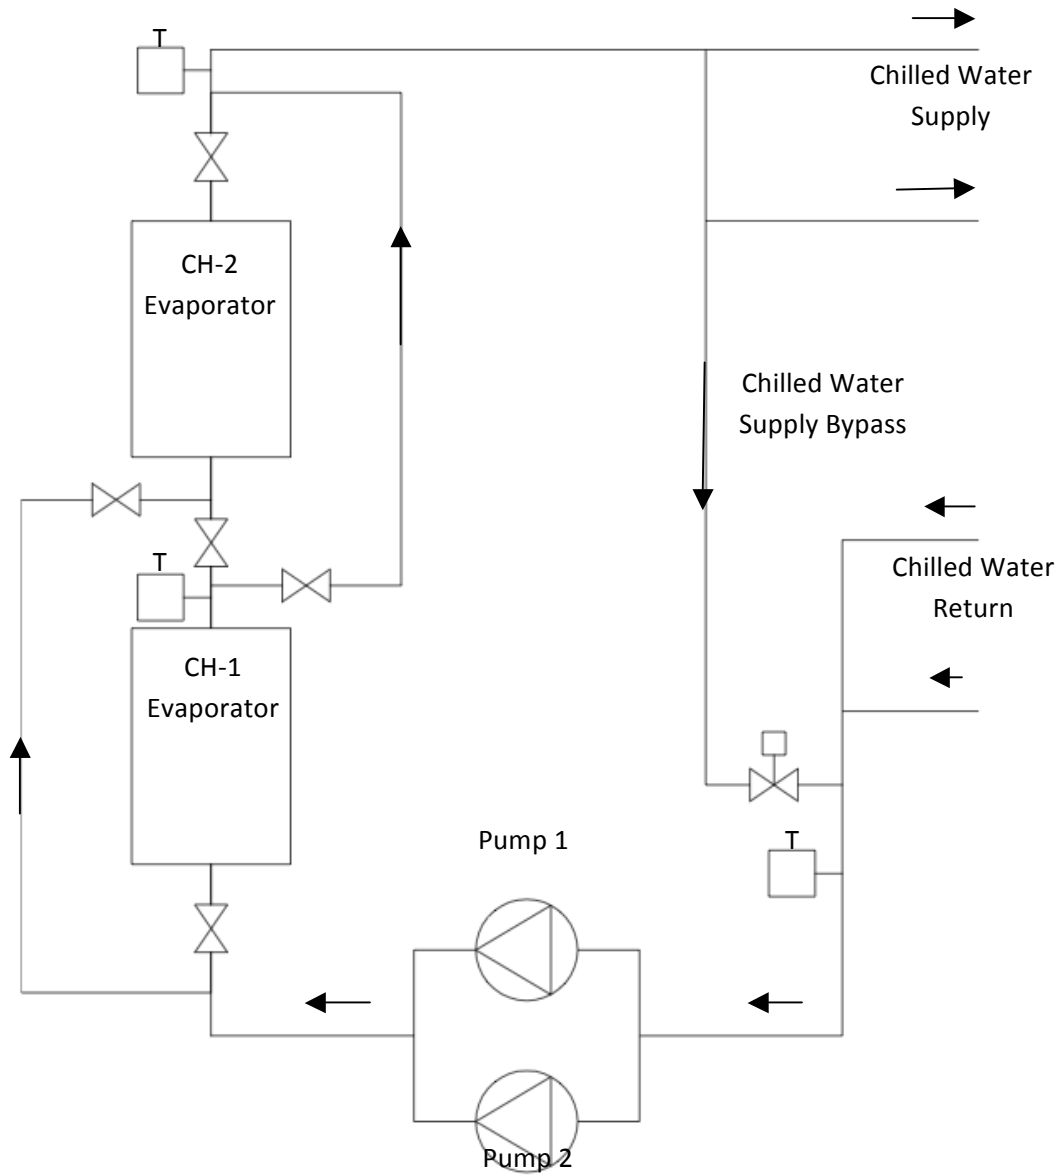 T
Chilled Water
Supply
CH-2
Evaporator
Chilled Water
Supply Bypass
T
Chilled Water
Return
CH-1
Evaporator
T
Pump 1
Pump 2